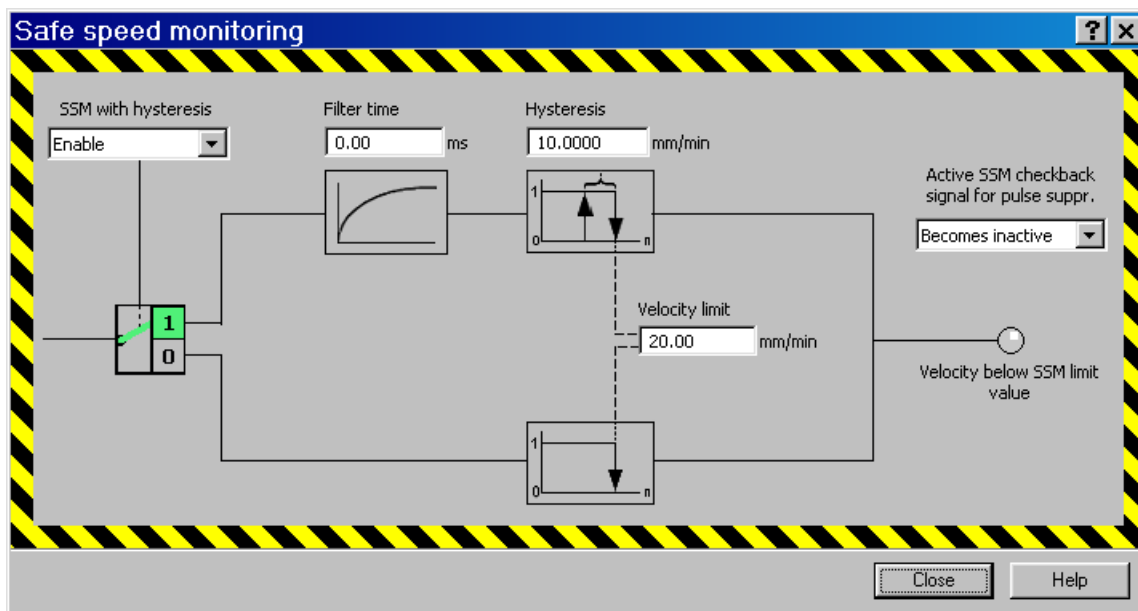 Safe speed monitoring
SSM with hysteresis
Enable
Filter time
0.00 ms
Hysteresis
10.0000 mm/min
Active SSM checkback
signal for pulse suppr.
Becomes inactive
1
0
n
1
0
Velocity limit
20.00 mm/min
Velocity below SSM limit
value
1
0
n
Close
Help